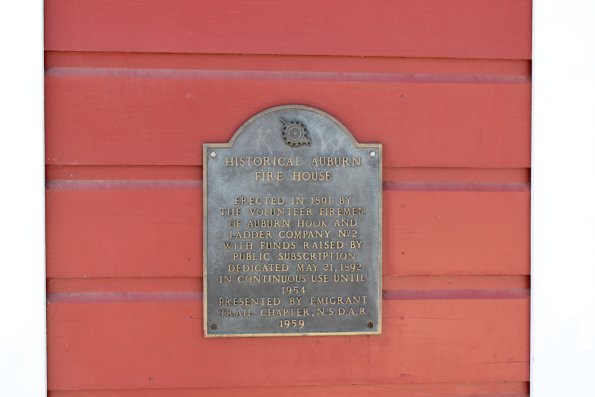 HISTORICAL AUBURN
FIRE HOUSE
ERECTED IN 1891 BY
THE VOLUNTEER FIREMEN
OF AUBURN HOOK AND
LADDER COMPANY Nº2
WITH FUNDS RAISED BY
PUBLIC SUBSCRIPTION
DEDICATED MAY 21, 1892
IN CONTINUOUS USE UNTIL
1954
PRESENTED BY EMIGRANT
TRAIL CHAPTER, N.S.D.A.R
1959